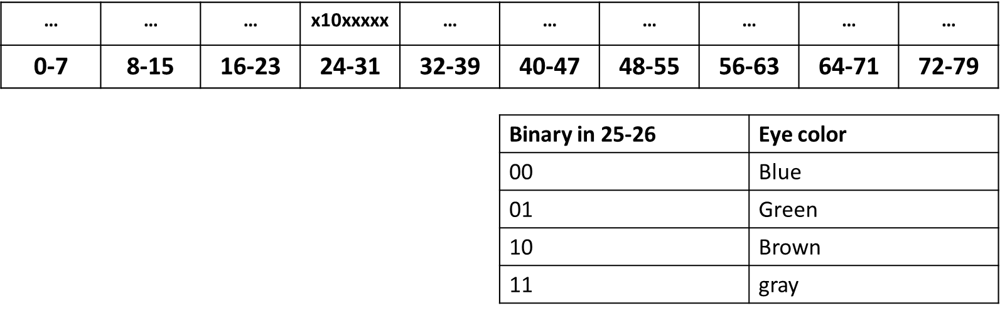 ... ... ... x10xxxxx ... ... ... ... ... ...
0-7 8-15 16-23 24-31 32-39 40-47 48-55 56-63 64-71 72-79
Binary in 25-26 Eye color
00 Blue
01 Green
10 Brown
11 gray